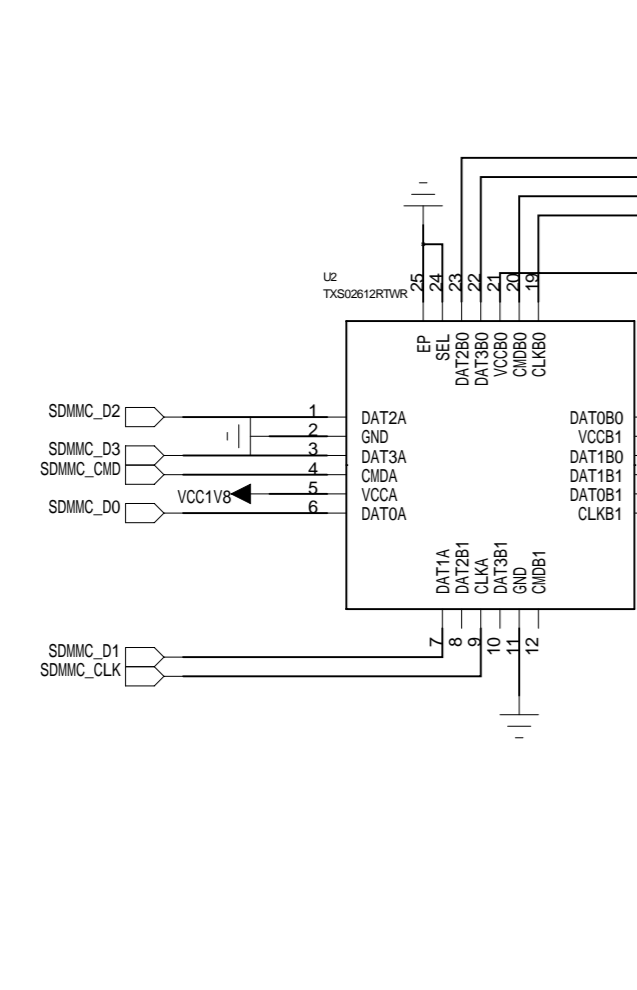 U2
TXS02612RTWR
25
24
23
22
21
20
19
EP
SEL
DAT2B0
DAT3B0
VCCB0
CMDB0
CLKB0
SDMMC_D2
1
DAT2A
DAT0B0
2
GND
VCCB1
SDMMC_D3
3
DAT3A
DAT1B0
SDMMC_CMD
4
CMDA
DAT1B1
VCC1V8
5
VCCA
DAT0B1
SDMMC_D0
6
DAT0A
CLKB1
DAT1A
DAT2B1
CLKA
DAT3B1
GND
CMDB1
7
8
9
10
11
12
SDMMC_D1
SDMMC_CLK